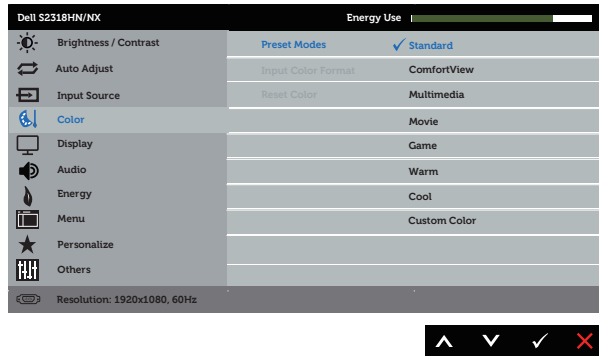 Dell S2318HN/NX Energy Use
Brightness / Contrast Preset Modes Standard
Auto Adjust Input Color Format ComfortView
Input Source Reset Color Multimedia
Color Movie
Display Game
Audio Warm
Energy Cool
Menu Custom Color
Personalize
Others
Resolution: 1920x1080, 60Hz